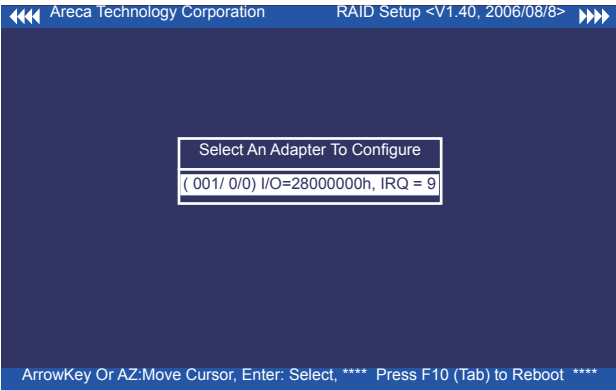 Areca Technology Corporation RAID Setup <V1.40, 2006/08/8>
Select An Adapter To Configure
( 001/ 0/0) I/O=28000000h, IRQ = 9
ArrowKey Or AZ:Move Cursor, Enter: Select, **** Press F10 (Tab) to Reboot ****